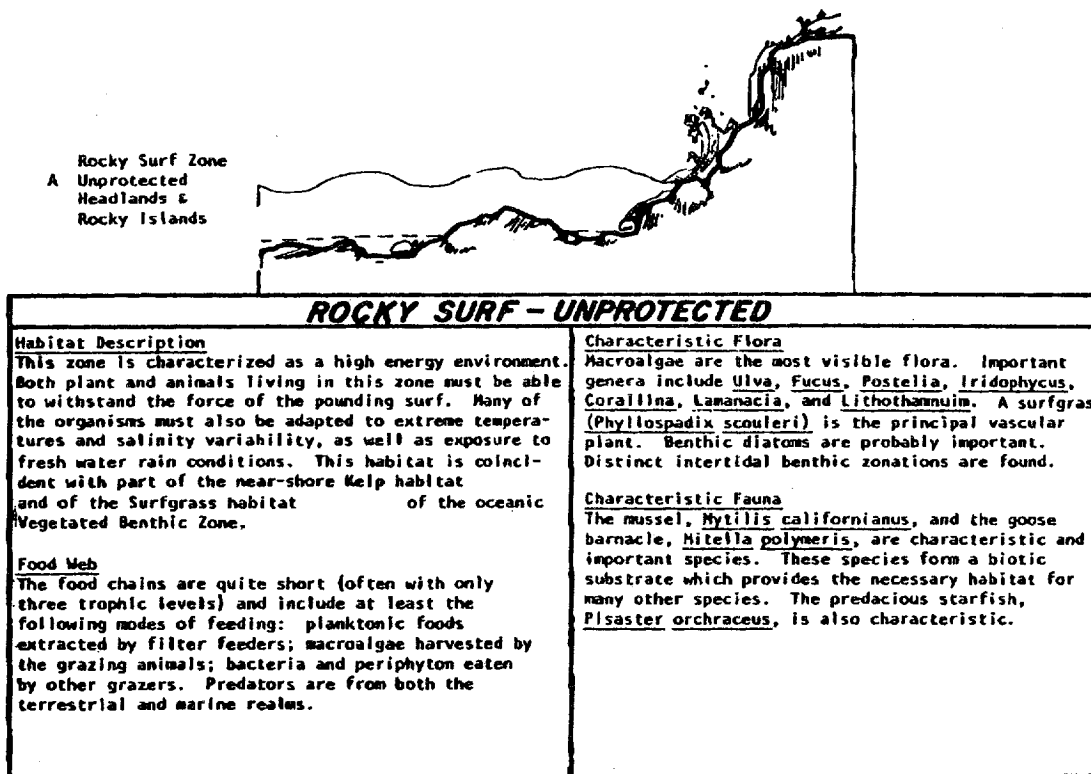 Rocky Surf Zone
A Unprotected
Headlands &
Rocky Islands
ROCKY SURF – UNPROTECTED
Habitat Description
This zone is characterized as a high energy environment.
Both plant and animals living in this zone must be able
to withstand the force of the pounding surf. Many of
the organisms must also be adapted to extreme tempera-
tures and salinity variability, as well as exposure to
fresh water rain conditions. This habitat is coinci-
dent with part of the near-shore Kelp habitat
and of the Surfgrass habitat of the oceanic
Vegetated Benthic Zone.
Food Web
The food chains are quite short (often with only
three trophic levels) and include at least the
following modes of feeding: planktonic foods
extracted by filter feeders; macroalgae harvested by
the grazing animals; bacteria and periphyton eaten
by other grazers. Predators are from both the
terrestrial and marine realms.
Characteristic Flora
Macroalgae are the most visible flora. Important
genera include Ulva, Fucus, Postelia, Iridophycus,
Corallina, Lamanacia, and Lithothamnuim. A surfgras
(Phyllospadix scouleri) is the principal vascular
plant. Benthic diatoms are probably important.
Distinct intertidal benthic zonations are found.
Characteristic Fauna
The mussel, Mytilis californianus, and the goose
barnacle, Mitella polymeris, are characteristic and
important species. These species form a biotic
substrate which provides the necessary habitat for
many other species. The predacious starfish,
Pisaster orchraceus, is also characteristic.